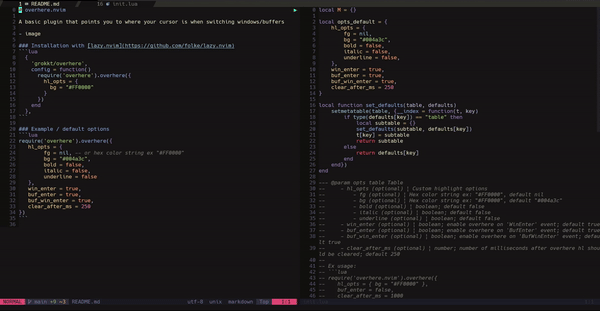 1 README.md 16 init.lua
# overhere.nvim
A basic plugin that points you to where your cursor is when switching windows/buffers
- image
### Installation with [lazy.nvim](https://github.com/folke/lazy.nvim)
```lua
{
'grokkt/overhere',
config = function()
require('overhere').overhere({
hl_opts = {
bg = "#FF0000"
}
})
end
},
```
### Example / default options
```lua
require('overhere').overhere({
hl_opts = {
fg = nil, -- or hex color string ex "#FF0000"
bg = "#084a3c",
bold = false,
italic = false,
underline = false
},
win_enter = true,
buf_enter = true,
buf_win_enter = true,
clear_after_ms = 250
})
```
NORMAL main +9 ~3 README.md utf-8 unix markdown Top 1:1
local M = {}
local opts_default = {
hl_opts = {
fg = nil,
bg = "#084a3c",
bold = false,
italic = false,
underline = false
},
win_enter = true,
buf_enter = true,
buf_win_enter = true,
clear_after_ms = 250
}
local function set_defaults(table, defaults)
setmetatable(table, {__index = function(t, key)
if type(defaults[key]) == "table" then
local subtable = {}
set_defaults(subtable, defaults[key])
t[key] = subtable
return subtable
else
return defaults[key]
end
end})
end
--- @param opts table Table
-- - hl_opts (optional) | Custom highlight options
-- - fg (optional) | Hex color string ex: "#FF0000", default nil
-- - bg (optional) | Hex color string ex: "#FF0000", default "#084a3c"
-- - bold (optional) | boolean; default false
-- - italic (optional) | boolean; default false
-- - underline (optional) | boolean; default false
-- - win_enter (optional) | boolean; enable overhere on 'WinEnter' event; default true
-- - buf_enter (optional) | boolean; enable overhere on 'BufEnter' event; default true
-- - buf_win_enter (optional) | boolean; enable overhere on 'BufWinEnter' event; defau
lt true
-- - clear_after_ms (optional) | number; number of milliseconds after overhere hl shou
ld be cleared; default 250
--
-- Ex usage:
-- ```lua
-- require('overhere.nvim').overhere({
-- hl_opts = { bg = "#FF0000" },
-- buf_enter = false,
-- clear_after_ms = 1000